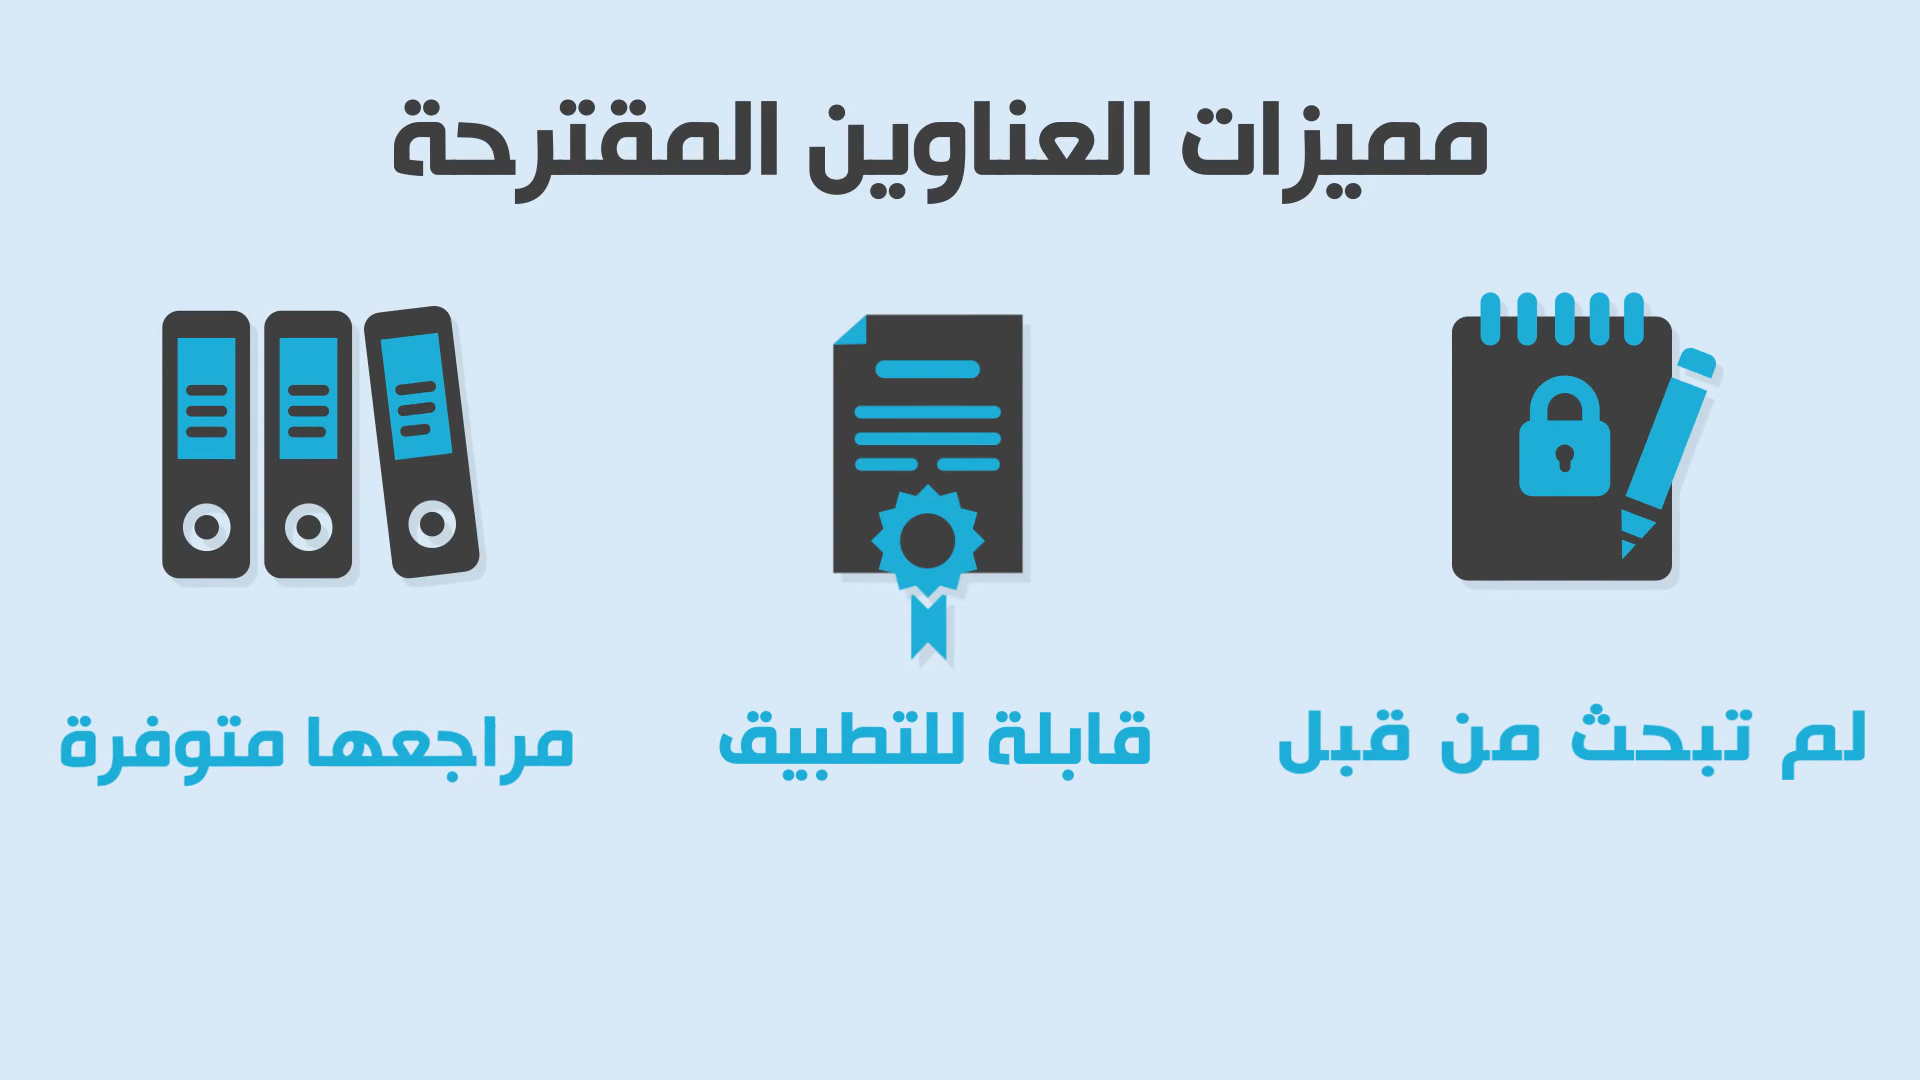 مميزات العناوين المقترحة
لم تبحث من قبل
قابلة للتطبيق
مراجعها متوفرة